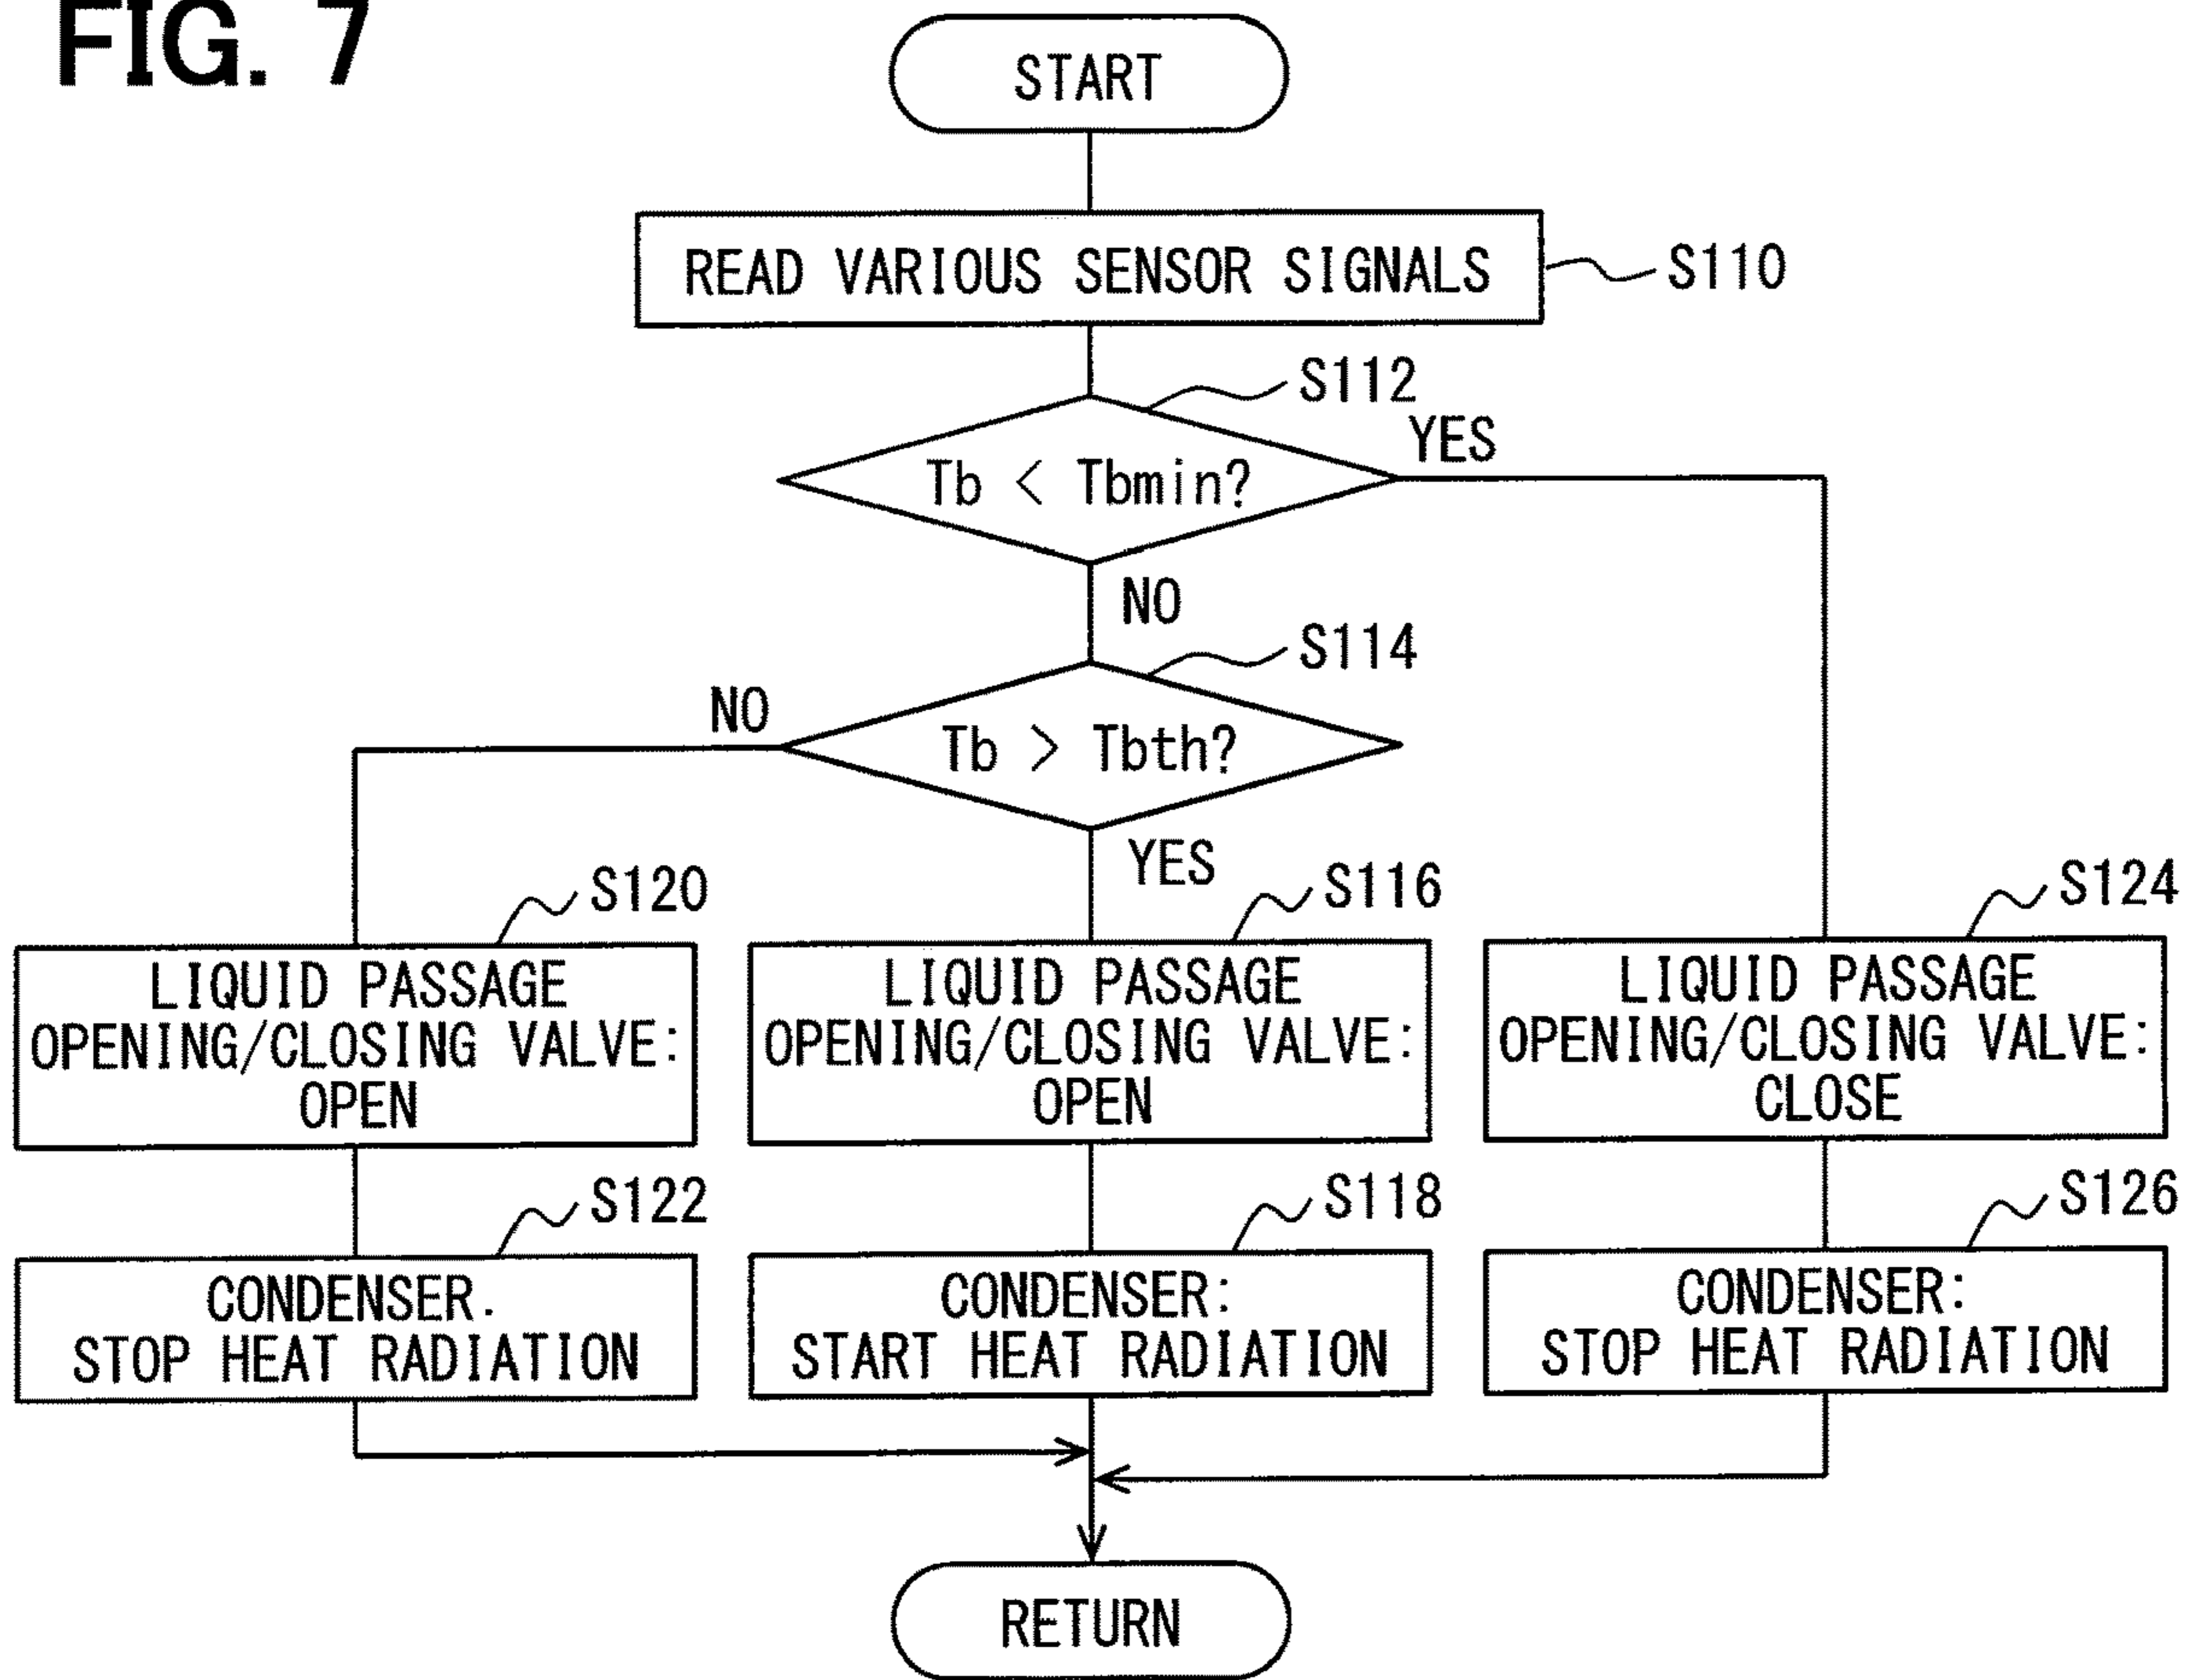 FIG. 7
START
READ VARIOUS SENSOR SIGNALS
S110
S112
Tb < Tbmin?
YES
NO
S114
Tb > Tbth?
NO
YES
S120
LIQUID PASSAGE
OPENING/CLOSING VALVE:
OPEN
S116
LIQUID PASSAGE
OPENING/CLOSING VALVE:
OPEN
S124
LIQUID PASSAGE
OPENING/CLOSING VALVE:
CLOSE
S122
CONDENSER.
STOP HEAT RADIATION
S118
CONDENSER:
START HEAT RADIATION
S126
CONDENSER:
STOP HEAT RADIATION
RETURN